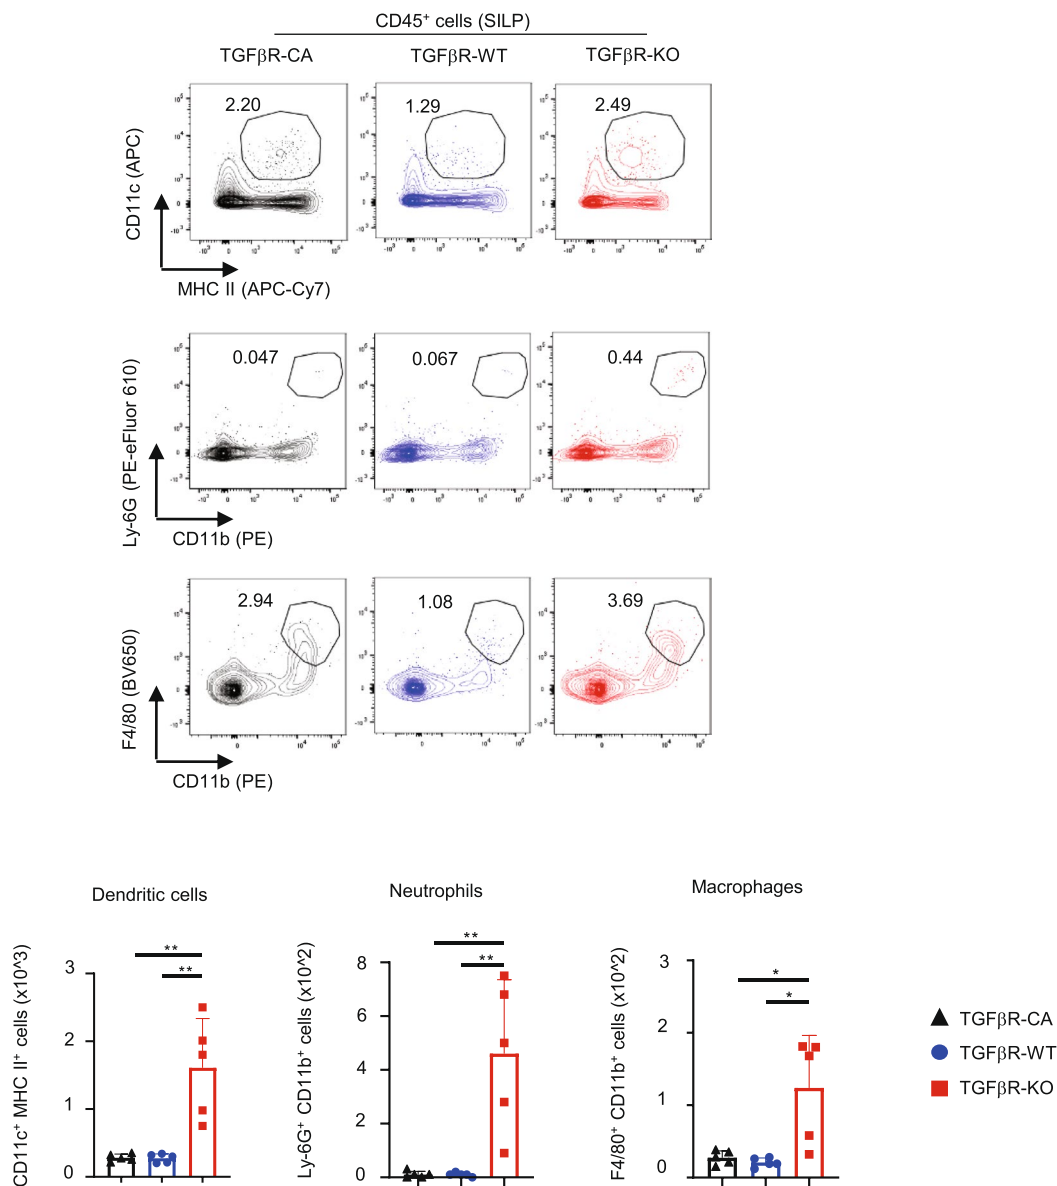 CD45⁺ cells (SILP)
TGFβR-CA TGFβR-WT TGFβR-KO
CD11c (APC)
2.20 1.29 2.49
MHC II (APC-Cy7)
Ly-6G (PE-eFluor 610)
0.047 0.067 0.44
CD11b (PE)
F4/80 (BV650)
2.94 1.08 3.69
CD11b (PE)
Dendritic cells
CD11c⁺ MHC II⁺ cells (x10^3)
3
2
1
0
**
**
Neutrophils
Ly-6G⁺ CD11b⁺ cells (x10^2)
8
6
4
2
0
**
**
Macrophages
F4/80⁺ CD11b⁺ cells (x10^2)
3
2
1
0
*
*
TGFβR-CA
TGFβR-WT
TGFβR-KO